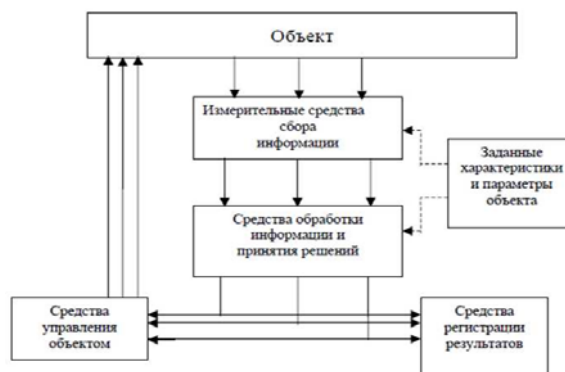 Объект
Измерительные средства
сбора
информации
Заданные
характеристики
и параметры
объекта
Средства обработки
информации и
принятия решений
Средства
управления
объектом
Средства
регистрации
результатов